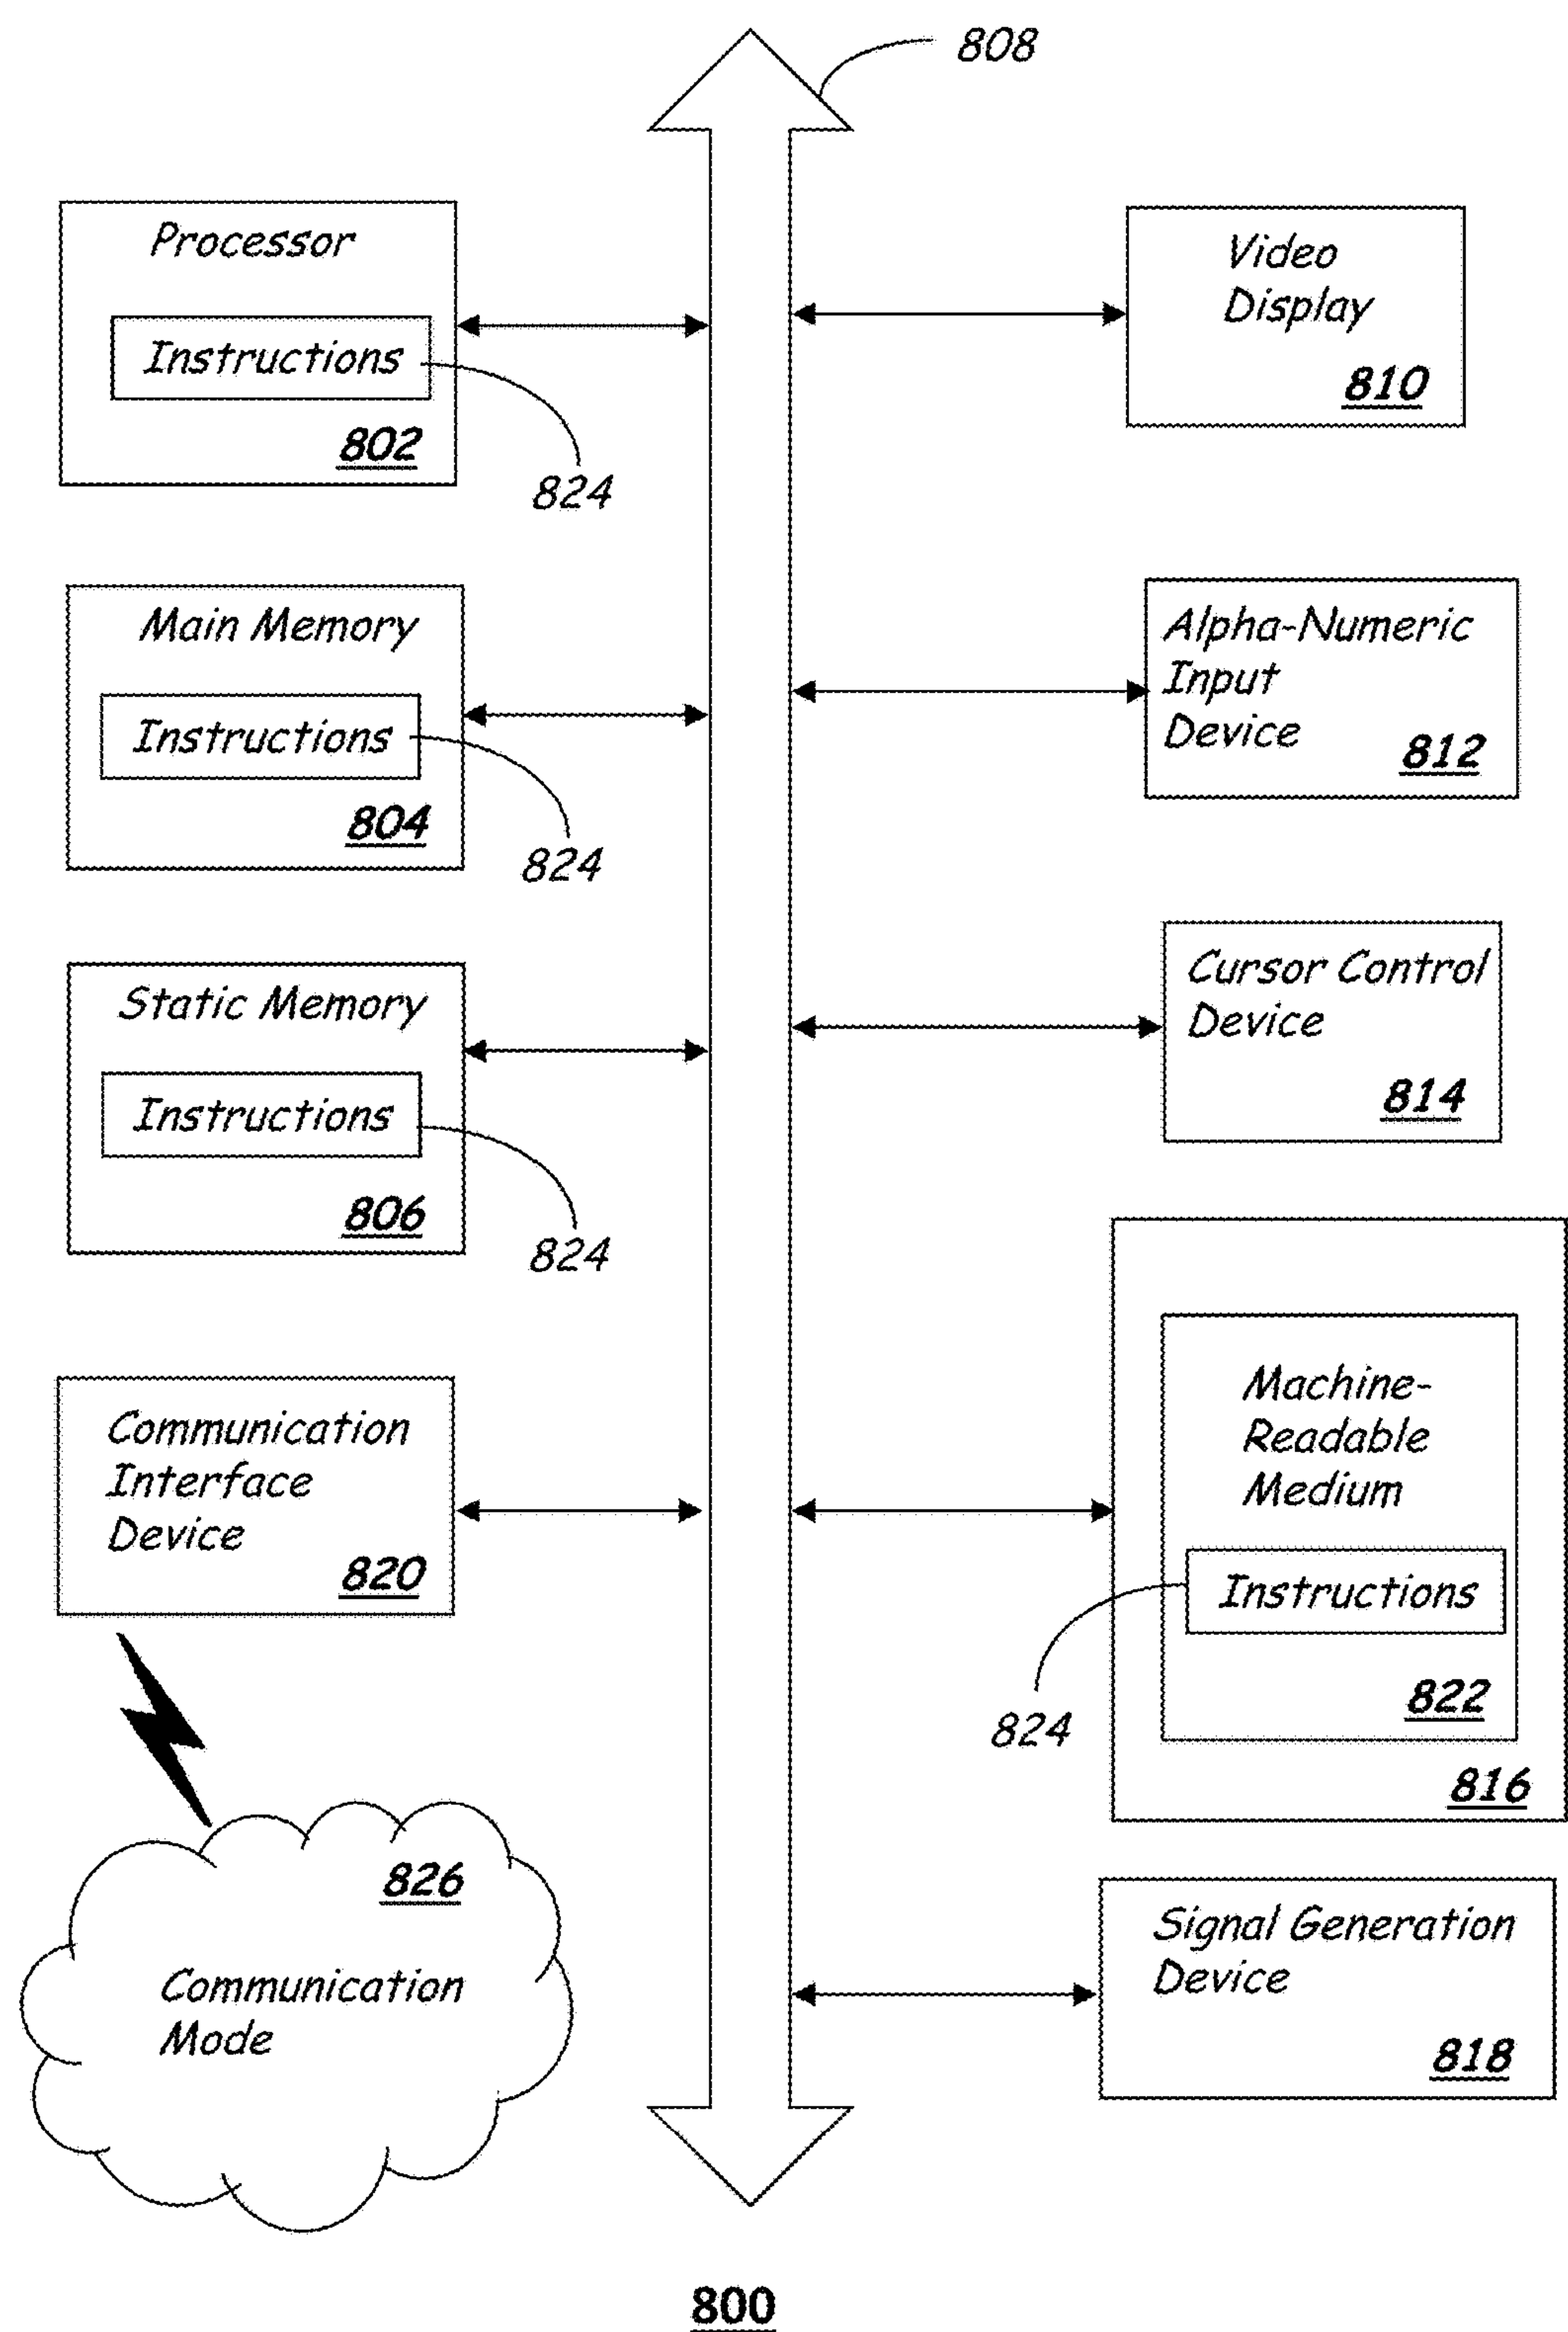 808
Processor
Instructions
802
824
Main Memory
Instructions
804
824
Static Memory
Instructions
806
824
Communication
Interface
Device
820
826
Communication
Mode
Video
Display
810
Alpha-Numeric
Input
Device
812
Cursor Control
Device
814
Machine-
Readable
Medium
Instructions
824
822
816
Signal Generation
Device
818
800